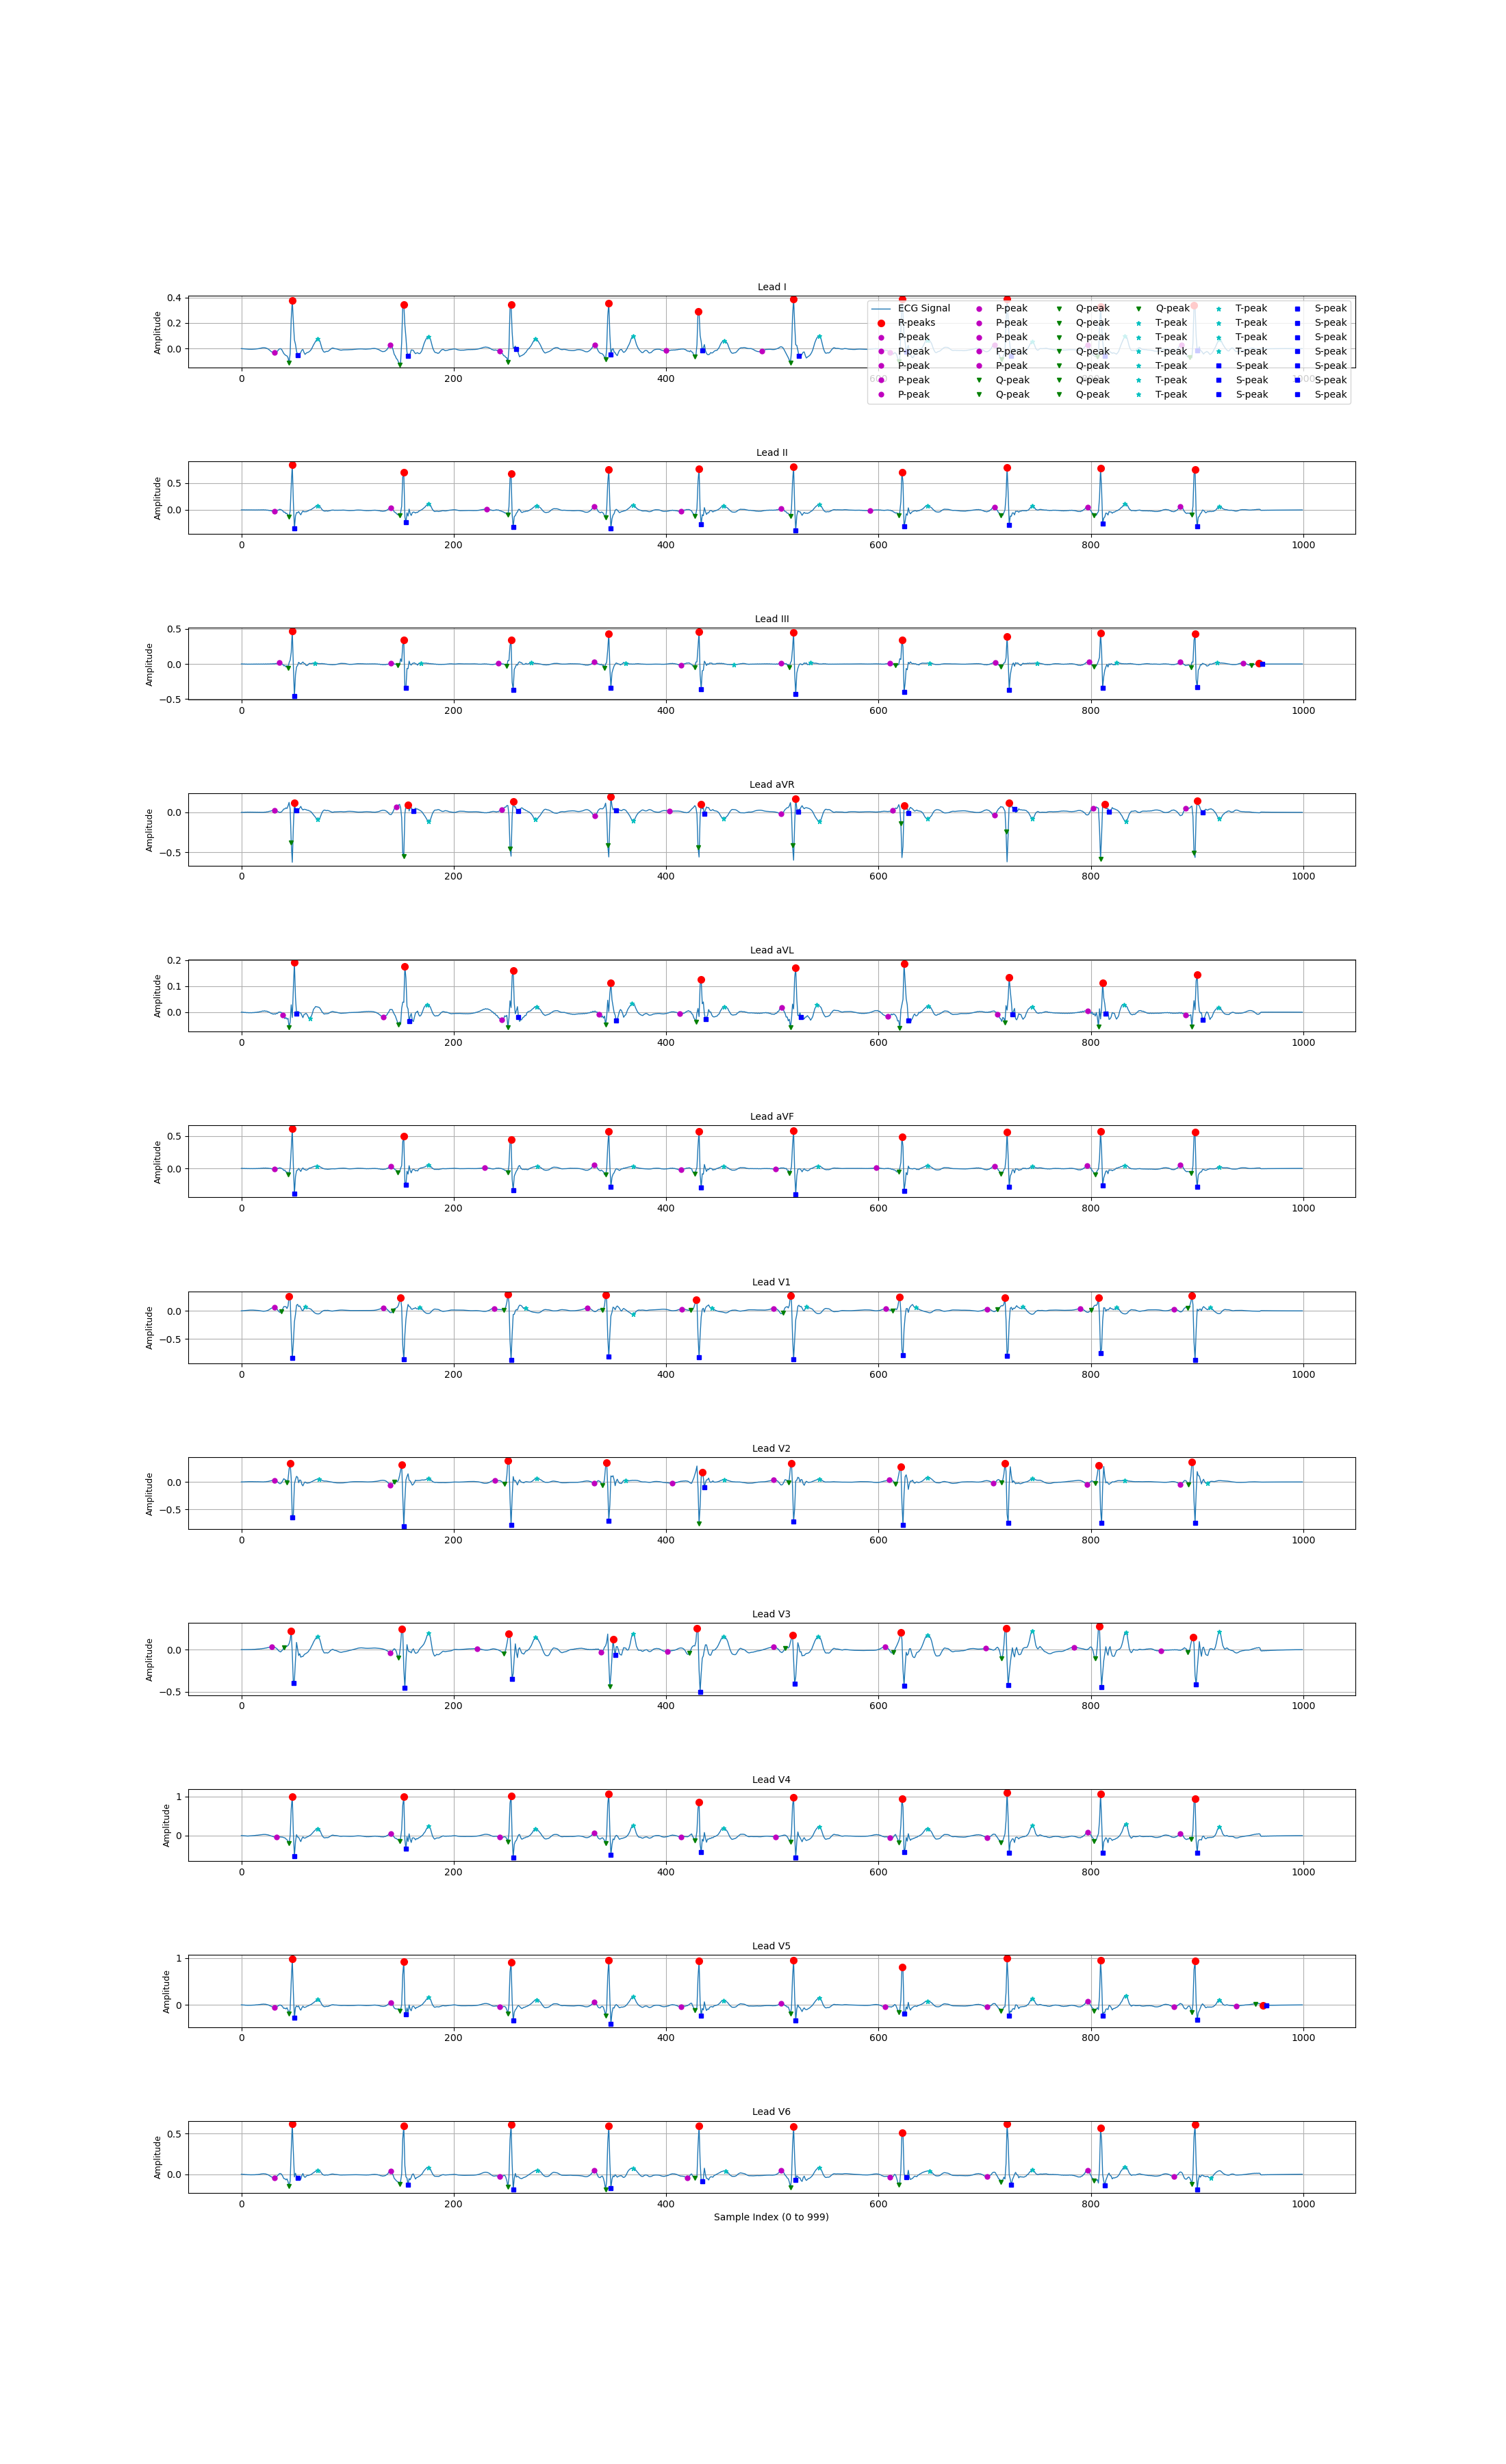 Lead I
Amplitude
0.4
0.2
0.0
ECG Signal P-peak Q-peak Q-peak T-peak S-peak
R-peaks P-peak Q-peak T-peak T-peak S-peak
P-peak P-peak Q-peak T-peak T-peak S-peak
P-peak P-peak Q-peak T-peak T-peak S-peak
P-peak P-peak Q-peak T-peak S-peak S-peak
P-peak Q-peak Q-peak T-peak S-peak S-peak
P-peak Q-peak Q-peak T-peak S-peak S-peak
0 200 400 600 800 1000
Lead II
Amplitude
0.5
0.0
0 200 400 600 800 1000
Lead III
Amplitude
0.5
0.0
−0.5
0 200 400 600 800 1000
Lead aVR
Amplitude
0.0
−0.5
0 200 400 600 800 1000
Lead aVL
Amplitude
0.2
0.1
0.0
0 200 400 600 800 1000
Lead aVF
Amplitude
0.5
0.0
0 200 400 600 800 1000
Lead V1
Amplitude
0.0
−0.5
0 200 400 600 800 1000
Lead V2
Amplitude
0.0
−0.5
0 200 400 600 800 1000
Lead V3
Amplitude
0.0
−0.5
0 200 400 600 800 1000
Lead V4
Amplitude
1
0
0 200 400 600 800 1000
Lead V5
Amplitude
1
0
0 200 400 600 800 1000
Lead V6
Amplitude
0.5
0.0
0 200 400 600 800 1000
Sample Index (0 to 999)